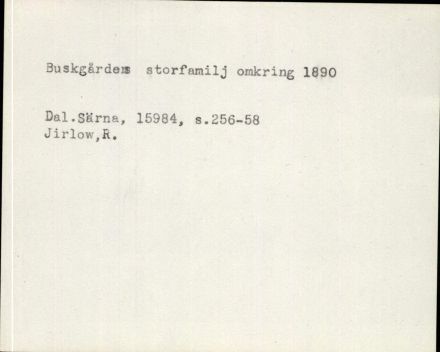 Buskgårdens storfamilj omkring 1890
Dal.Särna, 15984, s.256-58
Jirlow,R.